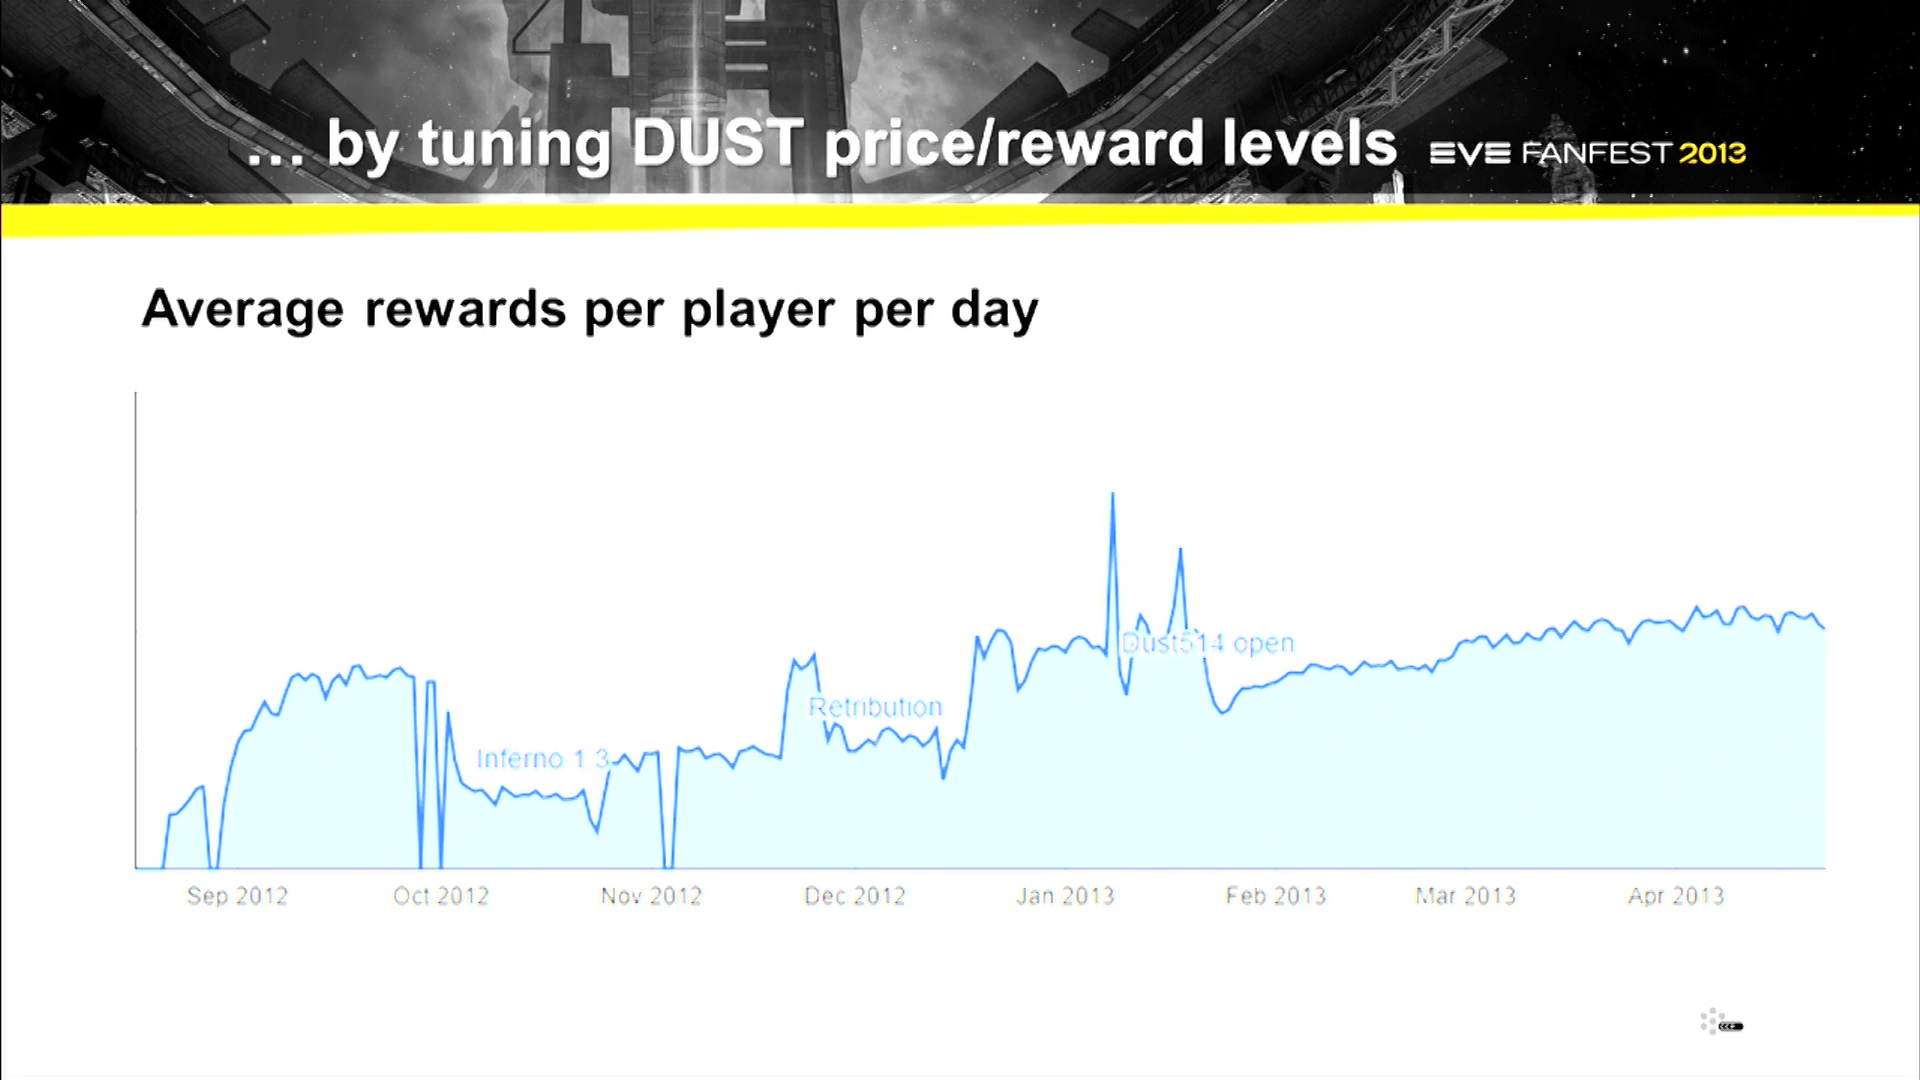 ... by tuning DUST price/reward levels
EVE FANFEST 2013
Average rewards per player per day
Dust514 open
Retribution
Inferno 1 3
Sep 2012
Oct 2012
Nov 2012
Dec 2012
Jan 2013
Feb 2013
Mar 2013
Apr 2013